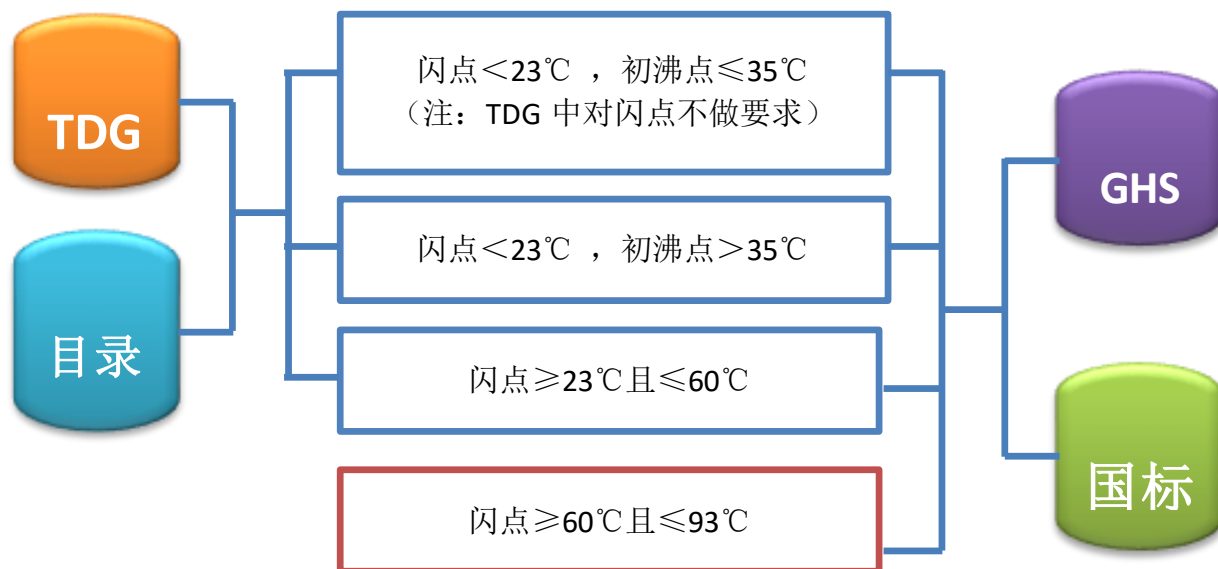 TDG
目录
闪点＜23℃ ，初沸点≤35℃
（注：TDG 中对闪点不做要求）
闪点＜23℃ ，初沸点＞35℃
闪点≥23℃且≤60℃
闪点≥60℃且≤93℃
GHS
国标